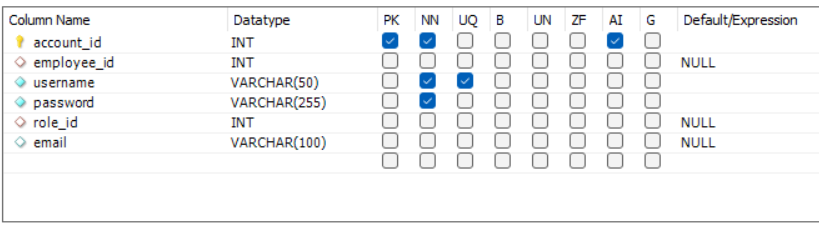 Column Name Datatype PK NN UQ B UN ZF AI G Default/Expression
account_id INT
employee_id INT NULL
username VARCHAR(50)
password VARCHAR(255)
role_id INT NULL
email VARCHAR(100) NULL